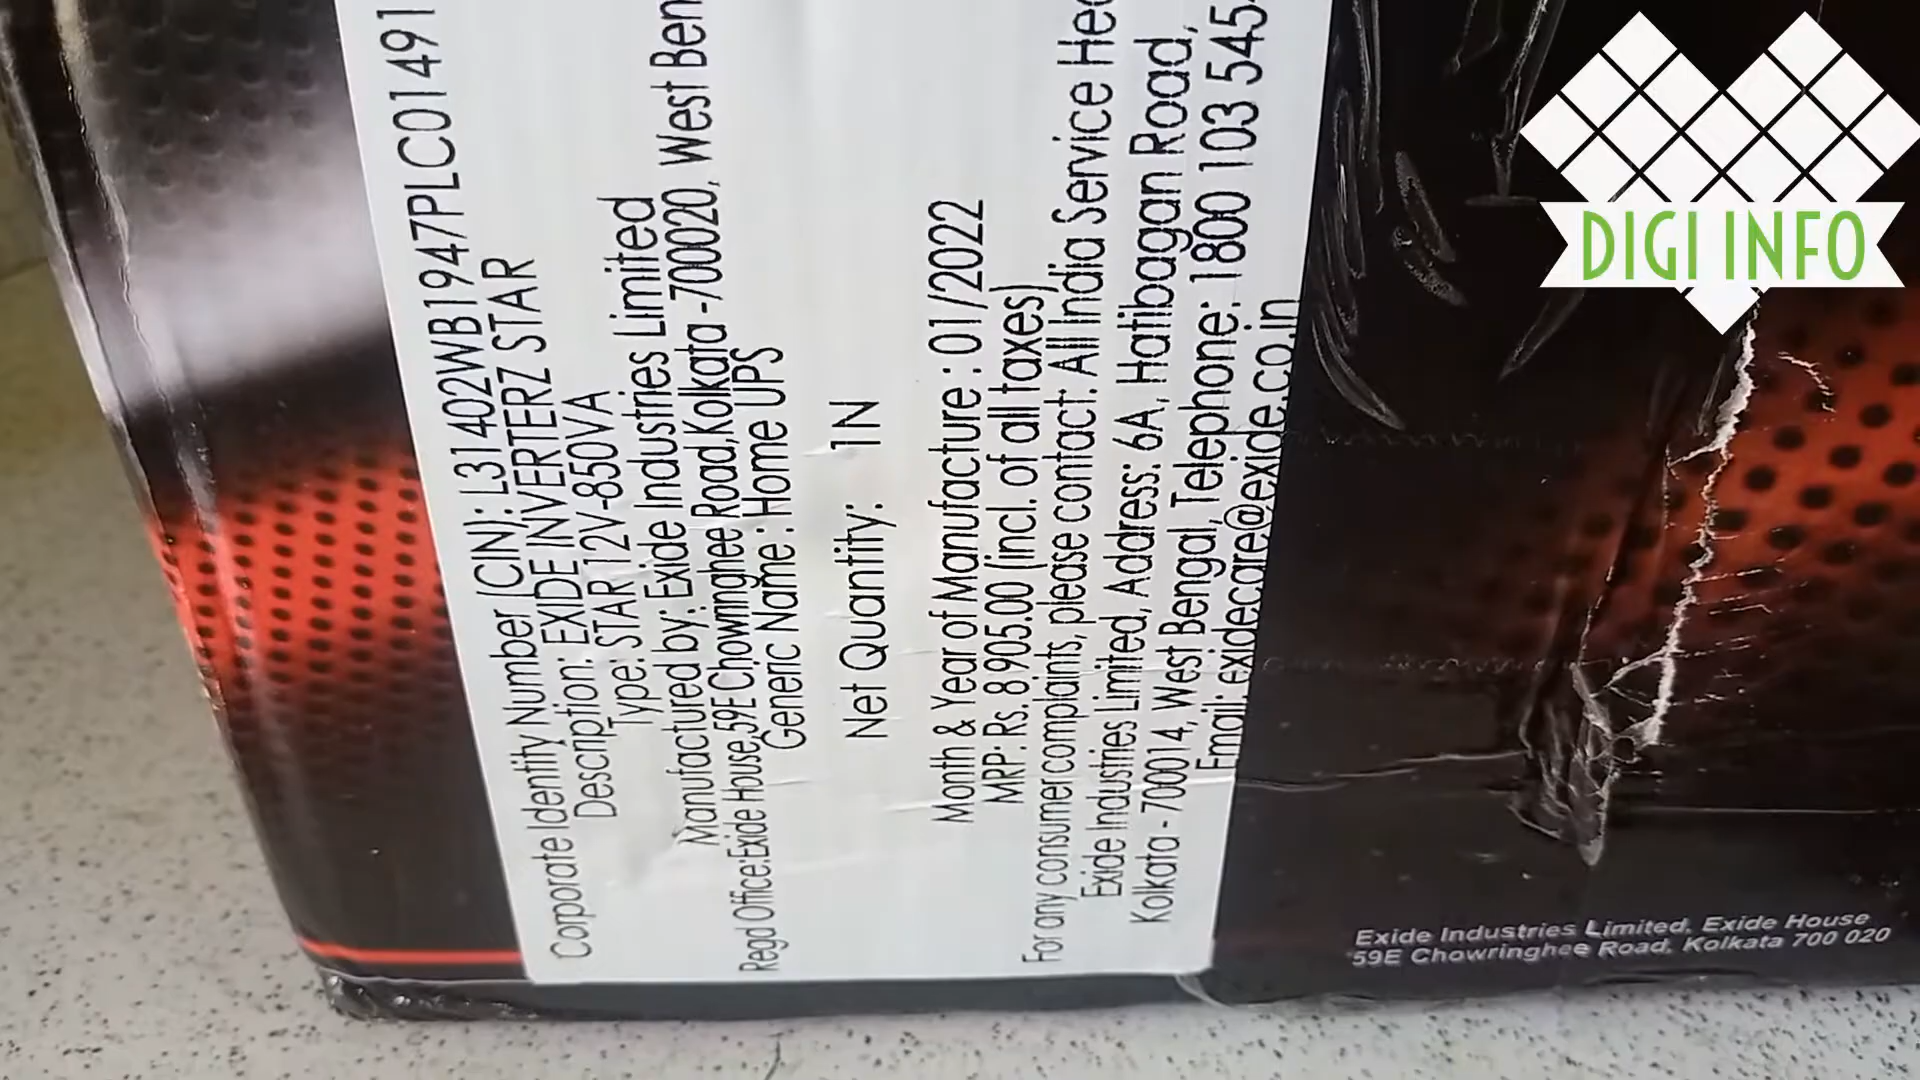 Corporate Identity Number (CIN): L31402WB1947PLC01491
Description: EXIDE INVERTERZ STAR
Type: STAR 12V-850VA
Manufactured by: Exide Industries Limited
Regd Office:Exide House,59E Chowringhee Road,Kolkata -700020, West Ben
Generic Name : Home UPS
Net Quantity: 1N
Month & Year of Manufacture : 01/2022
MRP: Rs. 8905.00 (incl. of all taxes)
For any consumer complaints, please contact: All India Service Hea
Exide Industries Limited, Address: 6A, Hatibagan Road,
Kolkata - 700014, West Bengal, Telephone: 1800 103 545
Email: exidecare@exide.co.in
Exide Industries Limited. Exide House
59E Chowringhee Road. Kolkata 700 020
DIGI INFO